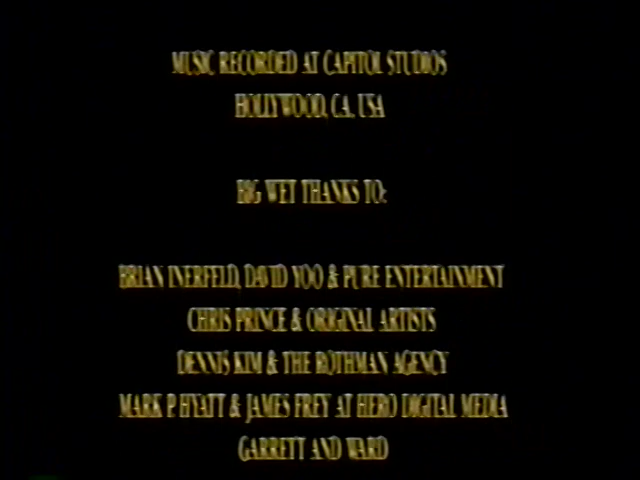 MUSIC RECORDED AT CAPITOL STUDIOS
HOLLYWOOD, CA. USA
BIG WET THANKS TO:
BRIAN INERFELD, DAVID YOO & PURE ENTERTAINMENT
CHRIS PRINCE & ORIGINAL ARTISTS
DENNIS KIM & THE ROTHMAN AGENCY
MARK P. HYATT & JAMES FREY AT HERO DIGITAL MEDIA
GARRETT AND WARD